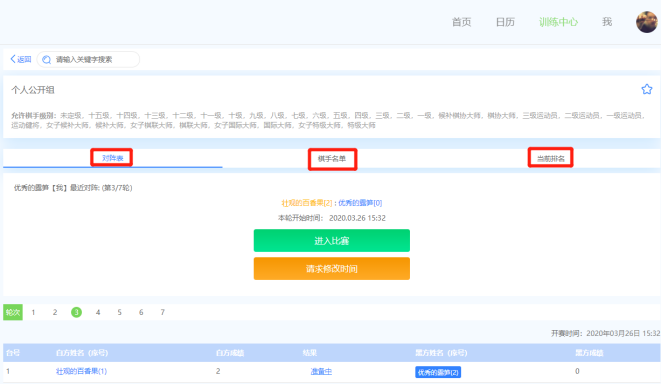 首页 日历 训练中心 我
返回 请输入关键字搜索
个人公开组
允许棋手级别：未定级、十五级、十四级、十三级、十二级、十一级、十级、九级、八级、七级、六级、五级、四级、三级、二级、一级、候补棋协大师、棋协大师、三级运动员、二级运动员、一级运动员、
运动健将、女子候补大师、候补大师、女子棋联大师、棋联大师、女子国际大师、国际大师、女子特级大师、特级大师
对阵表 棋手名单 当前排名
优秀的露笋【我】最近对阵: (第3/7轮)
壮观的百香果[2] : 优秀的露笋[0]
本轮开始时间： 2020.03.26 15:32
进入比赛
请求修改时间
轮次 1 2 3 4 5 6 7
开赛时间：2020年03月26日 15:32
台号 白方姓名 (序号) 白方成绩 结果 黑方姓名 (序号) 黑方成绩
1 壮观的百香果(1) 2 准备中 优秀的露笋(2) 0